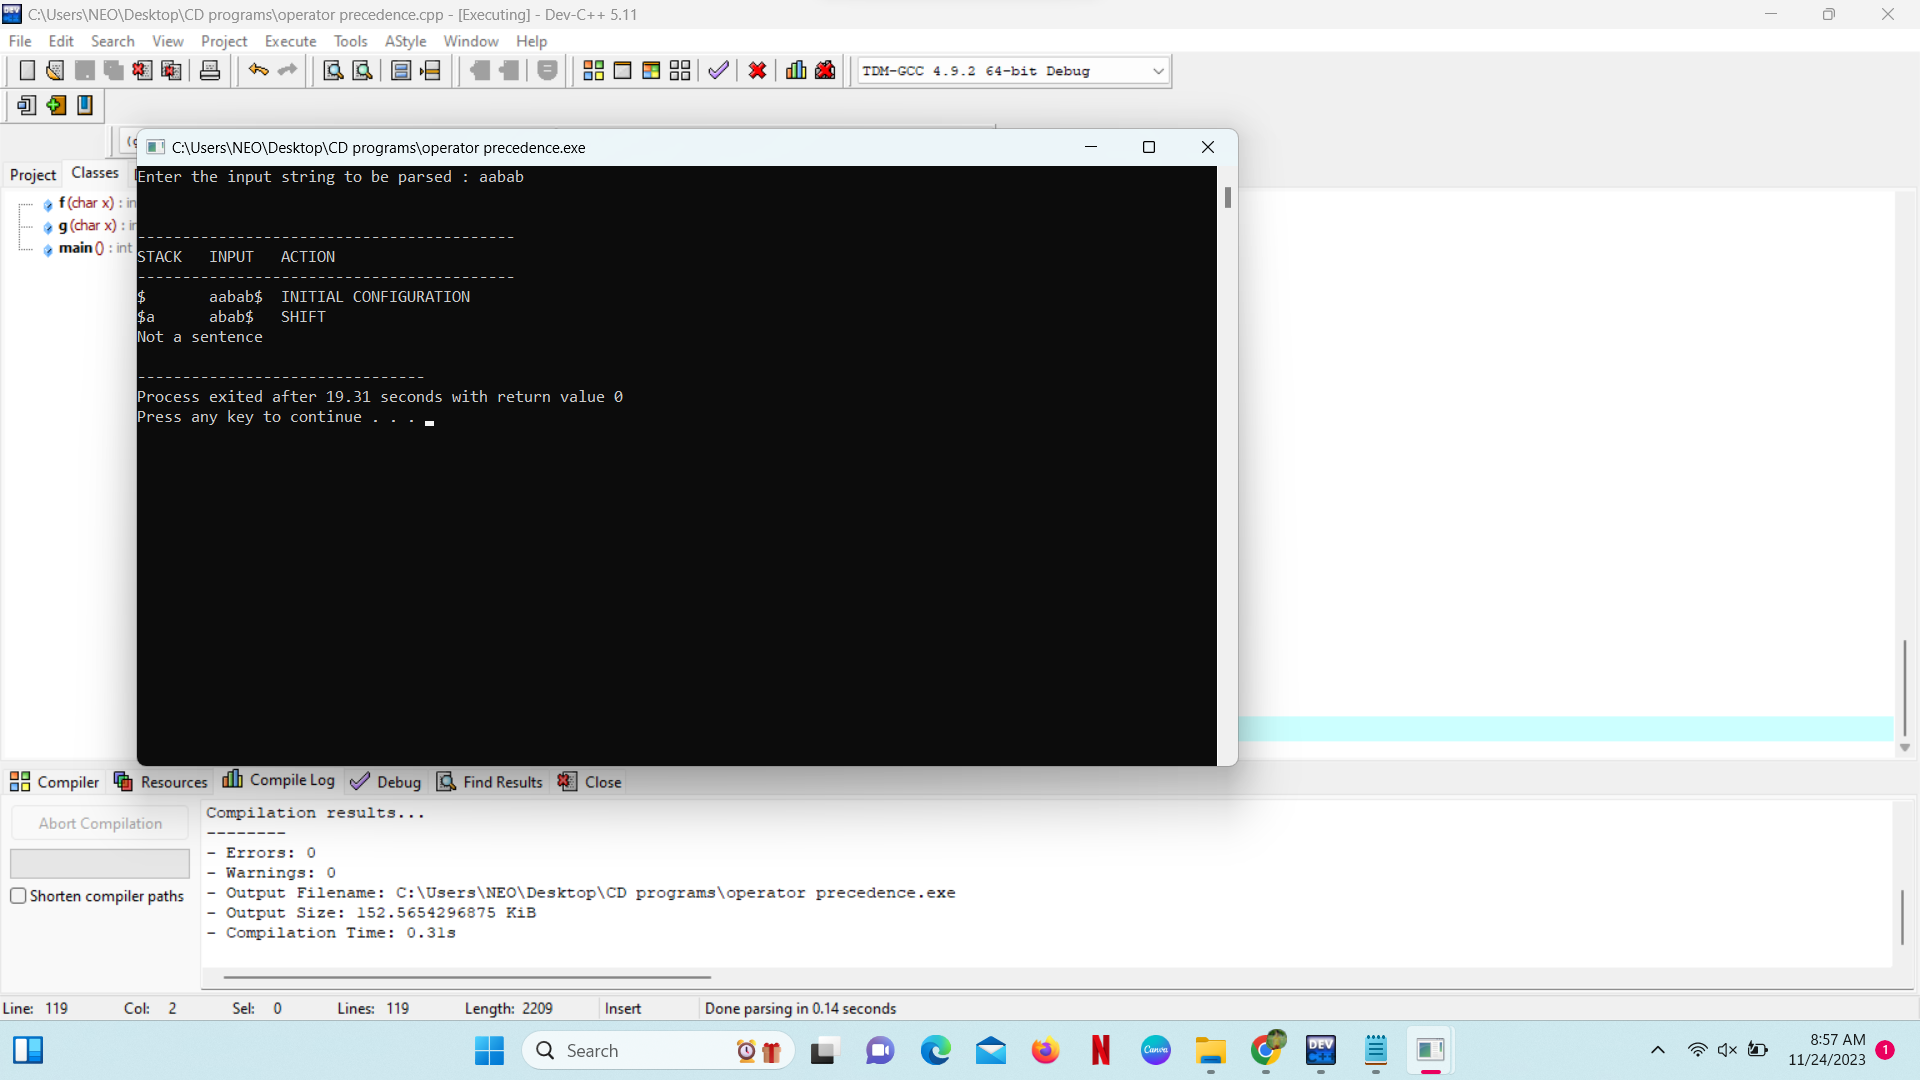 C:\Users\NEO\Desktop\CD programs\operator precedence.cpp - [Executing] - Dev-C++ 5.11
File Edit Search View Project Execute Tools AStyle Window Help
TDM-GCC 4.9.2 64-bit Debug
C:\Users\NEO\Desktop\CD programs\operator precedence.exe
Project Classes
f (char x) : in
g (char x) : in
main () : int
Enter the input string to be parsed : aabab
------------------------------------------
STACK INPUT ACTION
------------------------------------------
$ aabab$ INITIAL CONFIGURATION
$a abab$ SHIFT
Not a sentence
--------------------------------
Process exited after 19.31 seconds with return value 0
Press any key to continue . . .
Compiler Resources Compile Log Debug Find Results Close
Abort Compilation
Shorten compiler paths
Compilation results...
--------
- Errors: 0
- Warnings: 0
- Output Filename: C:\Users\NEO\Desktop\CD programs\operator precedence.exe
- Output Size: 152.5654296875 KiB
- Compilation Time: 0.31s
Line: 119 Col: 2 Sel: 0 Lines: 119 Length: 2209 Insert Done parsing in 0.14 seconds
Search
Canva
DEV
N
8:57 AM
11/24/2023
1